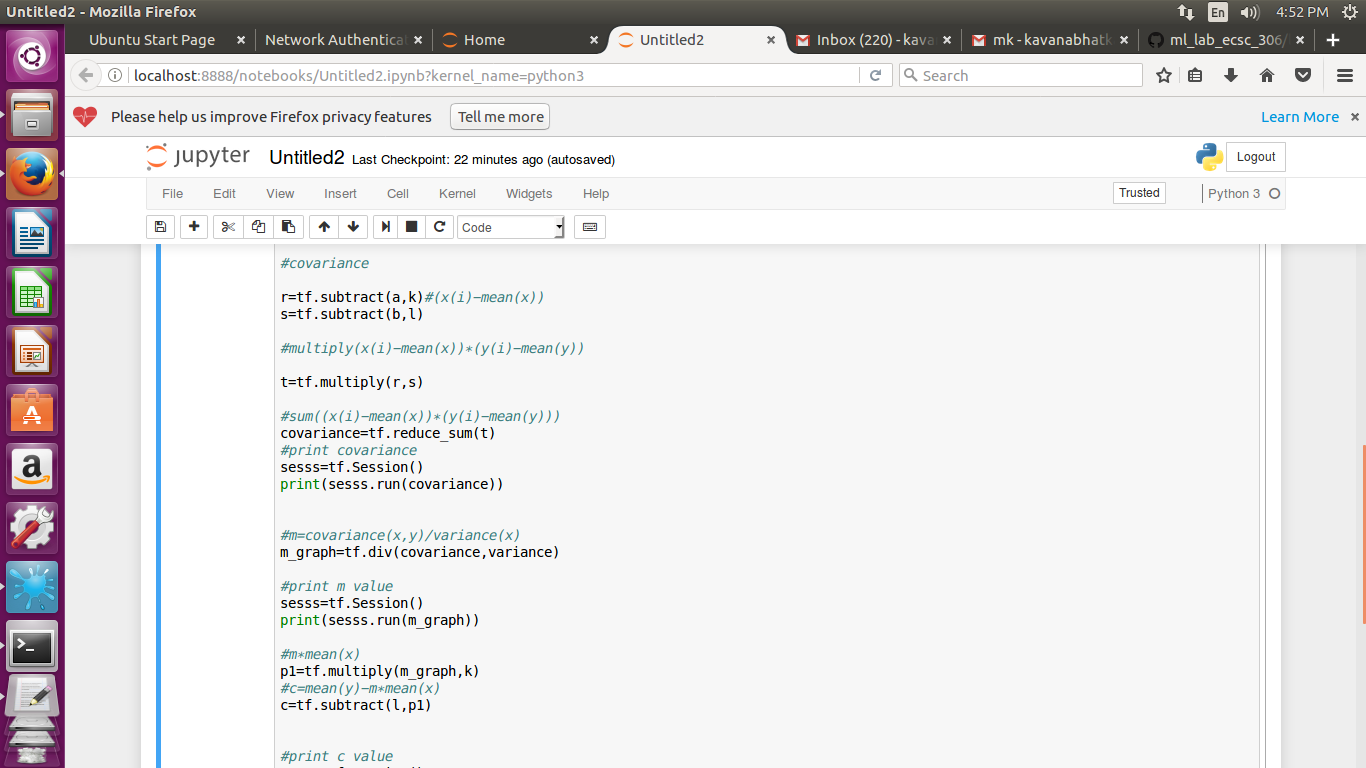 Untitled2 - Mozilla Firefox
En
4:52 PM
Ubuntu Start Page
Network Authenticat
Home
Untitled2
Inbox (220) - kava
mk - kavanabhatk
ml_lab_ecsc_306/
localhost:8888/notebooks/Untitled2.ipynb?kernel_name=python3
Search
Please help us improve Firefox privacy features
Tell me more
Learn More
jupyter
Untitled2
Last Checkpoint: 22 minutes ago (autosaved)
Logout
File
Edit
View
Insert
Cell
Kernel
Widgets
Help
Trusted
Python 3
Code
#covariance
r=tf.subtract(a,k)#(x(i)-mean(x))
s=tf.subtract(b,l)
#multiply(x(i)-mean(x))*(y(i)-mean(y))
t=tf.multiply(r,s)
#sum((x(i)-mean(x))*(y(i)-mean(y)))
covariance=tf.reduce_sum(t)
#print covariance
sesss=tf.Session()
print(sesss.run(covariance))
#m=covariance(x,y)/variance(x)
m_graph=tf.div(covariance,variance)
#print m value
sesss=tf.Session()
print(sesss.run(m_graph))
#m*mean(x)
p1=tf.multiply(m_graph,k)
#c=mean(y)-m*mean(x)
c=tf.subtract(l,p1)
#print c value